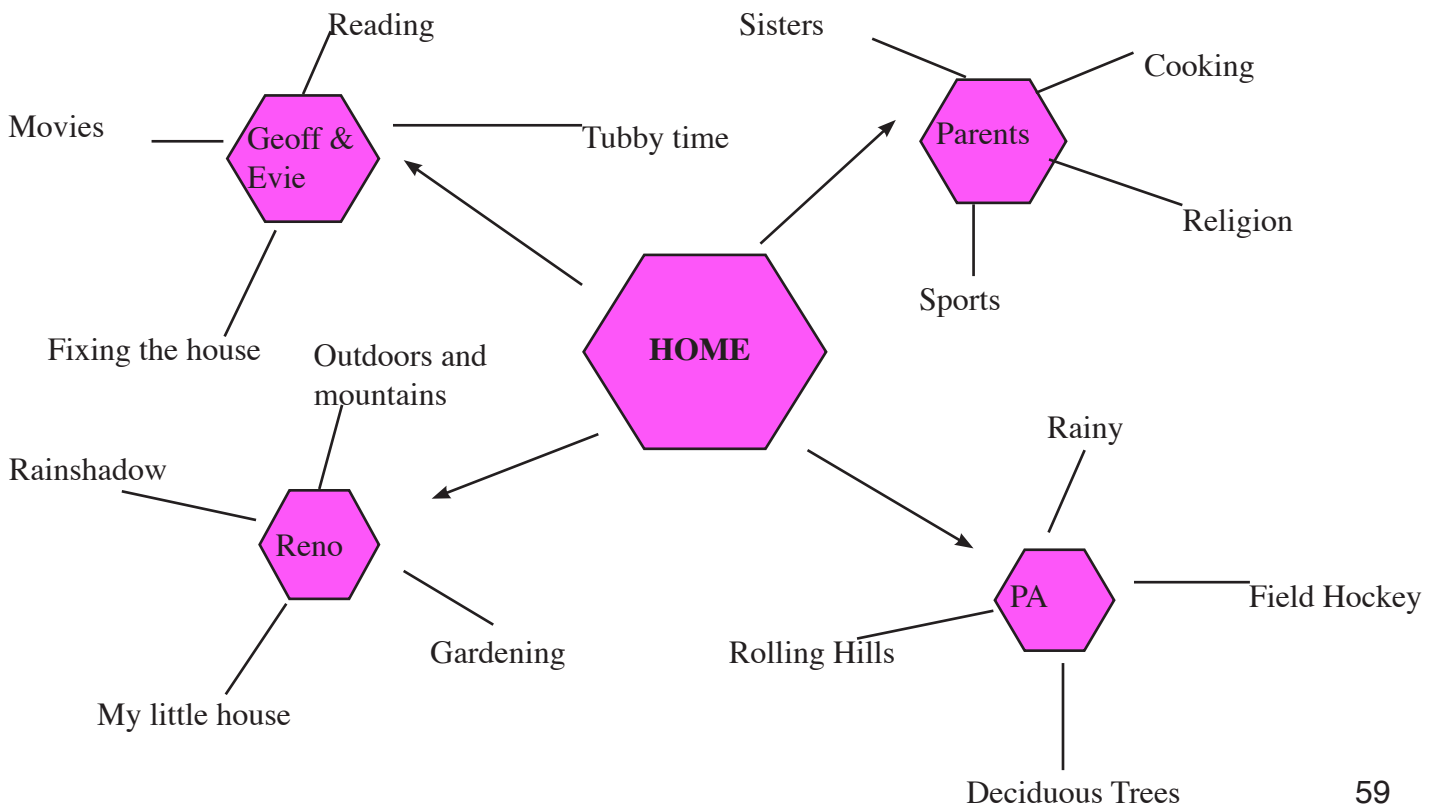 Reading
Sisters
Cooking
Movies
Geoff &
Evie
Tubby time
Parents
Religion
Sports
Fixing the house
HOME
Outdoors and
mountains
Rainshadow
Reno
Gardening
My little house
Rainy
PA
Field Hockey
Rolling Hills
Deciduous Trees
59